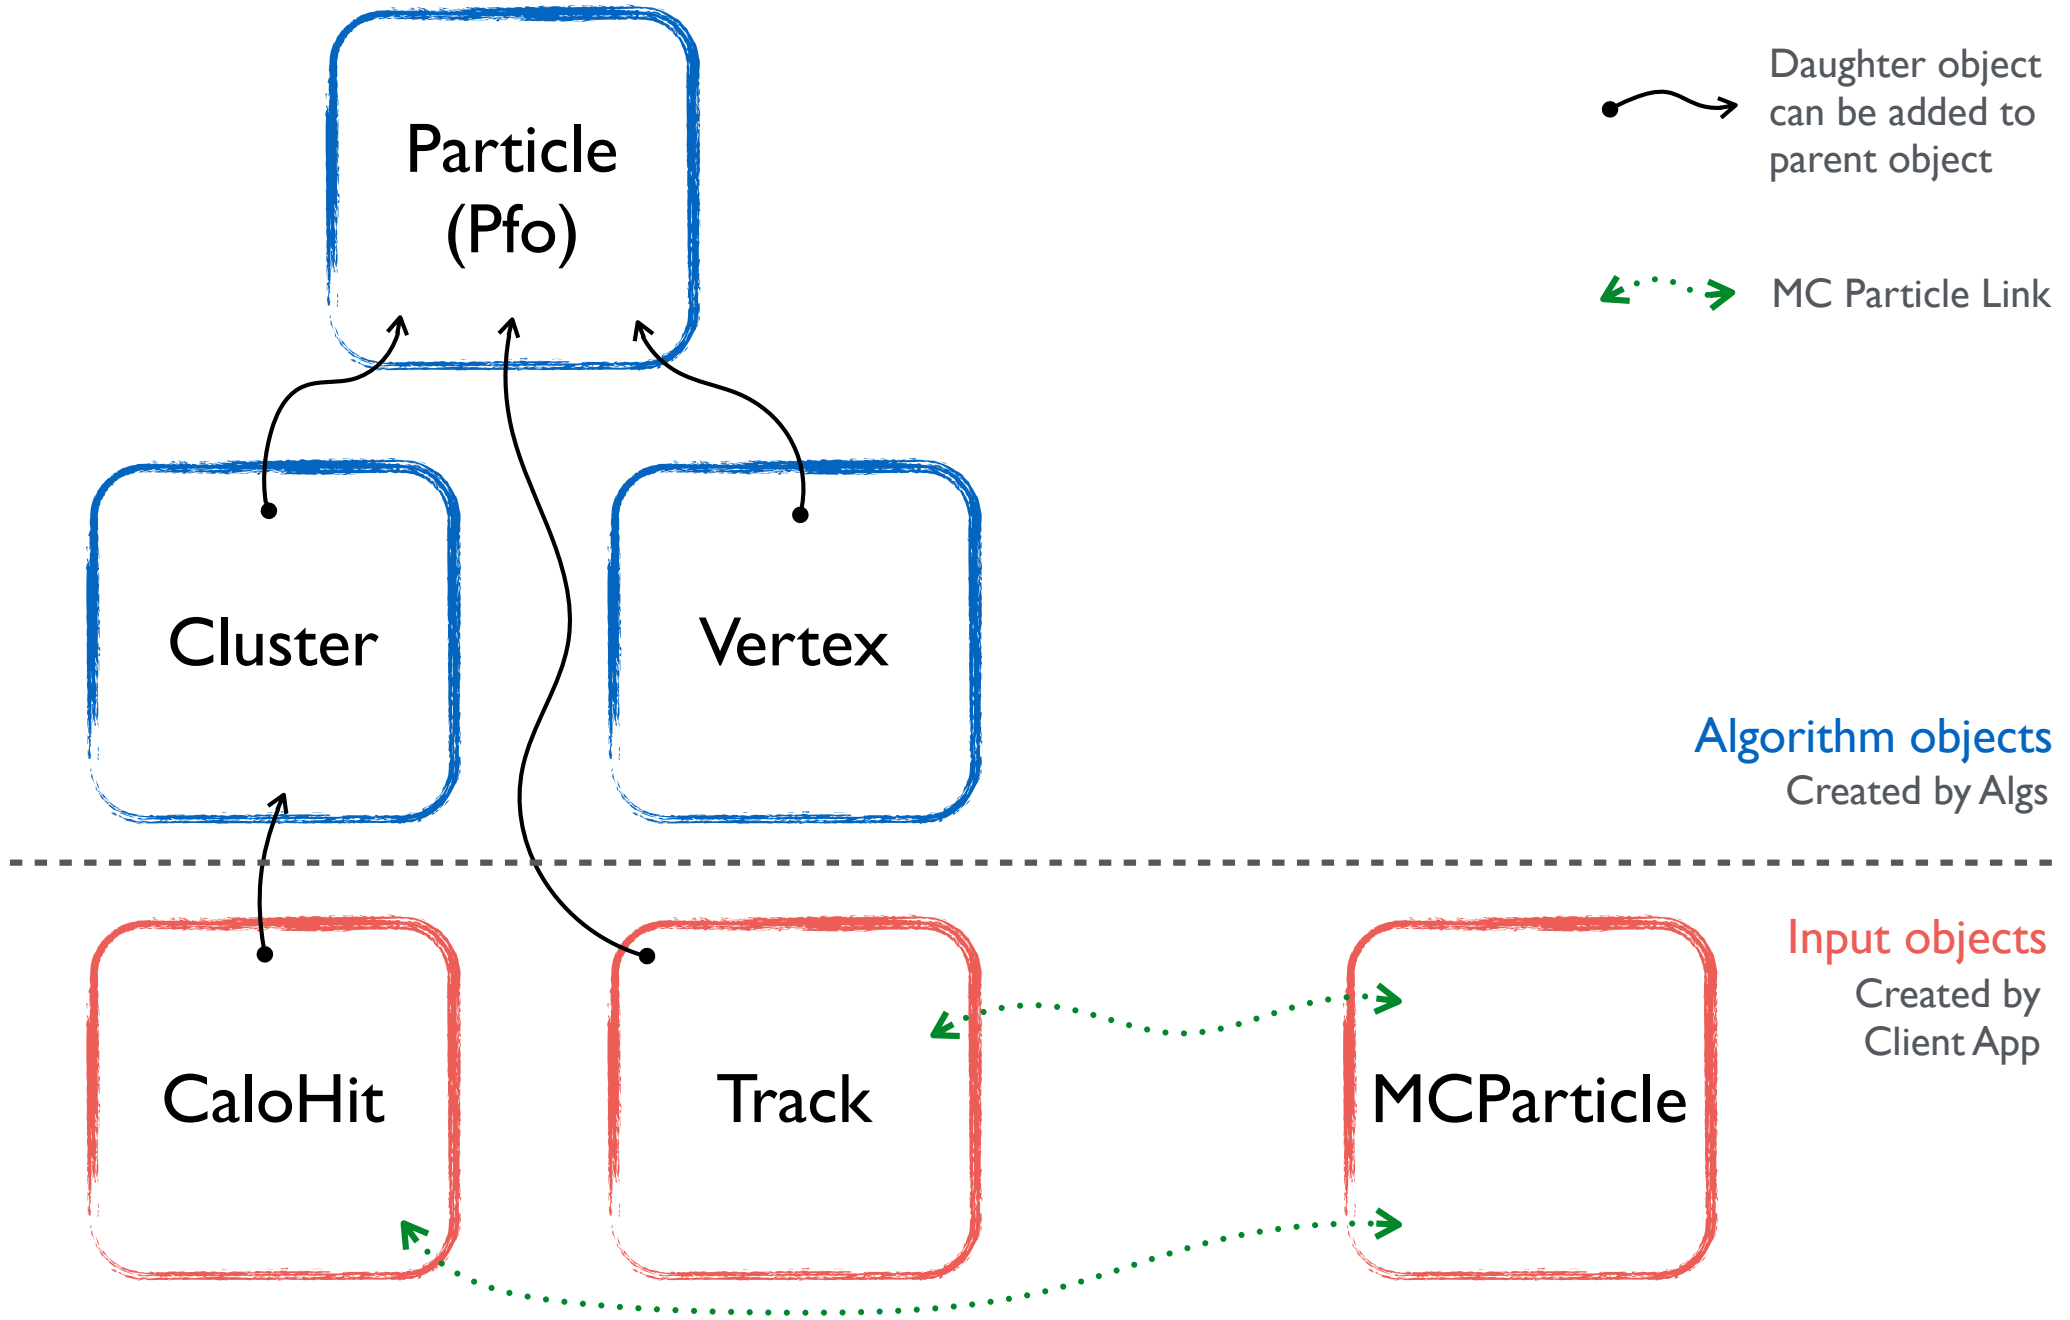 Particle
(Pfo)
Daughter object
can be added to
parent object
MC Particle Link
Cluster
Vertex
Algorithm objects
Created by Algs
Input objects
Created by
Client App
CaloHit
Track
MCParticle